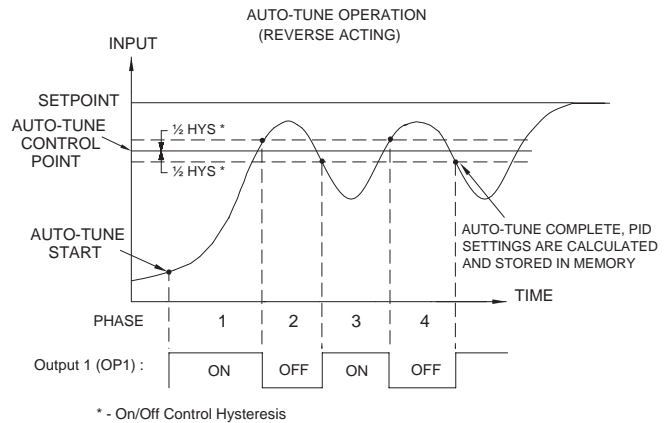 AUTO-TUNE OPERATION
(REVERSE ACTING)
INPUT
SETPOINT
½ HYS *
AUTO-TUNE
CONTROL
POINT
½ HYS *
AUTO-TUNE
START
AUTO-TUNE COMPLETE, PID
SETTINGS ARE CALCULATED
AND STORED IN MEMORY
TIME
PHASE 1 2 3 4
Output 1 (OP1) : ON OFF ON OFF
* - On/Off Control Hysteresis